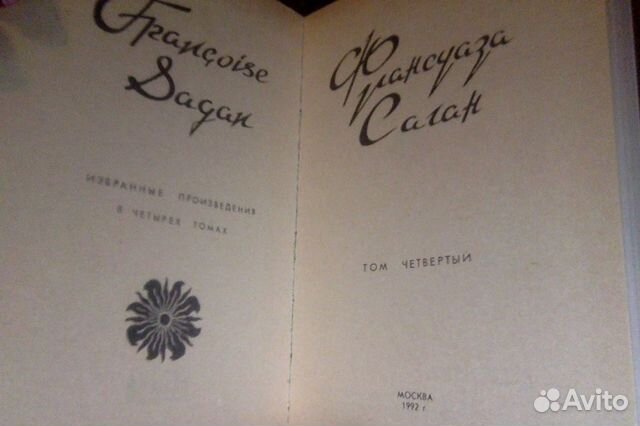 Françoise
Sagan
ИЗБРАННЫЕ ПРОИЗВЕДЕНИЯ
В ЧЕТЫРЕХ ТОМАХ
Франсуаза
Саган
ТОМ ЧЕТВЕРТЫЙ
МОСКВА
1992 г
Avito